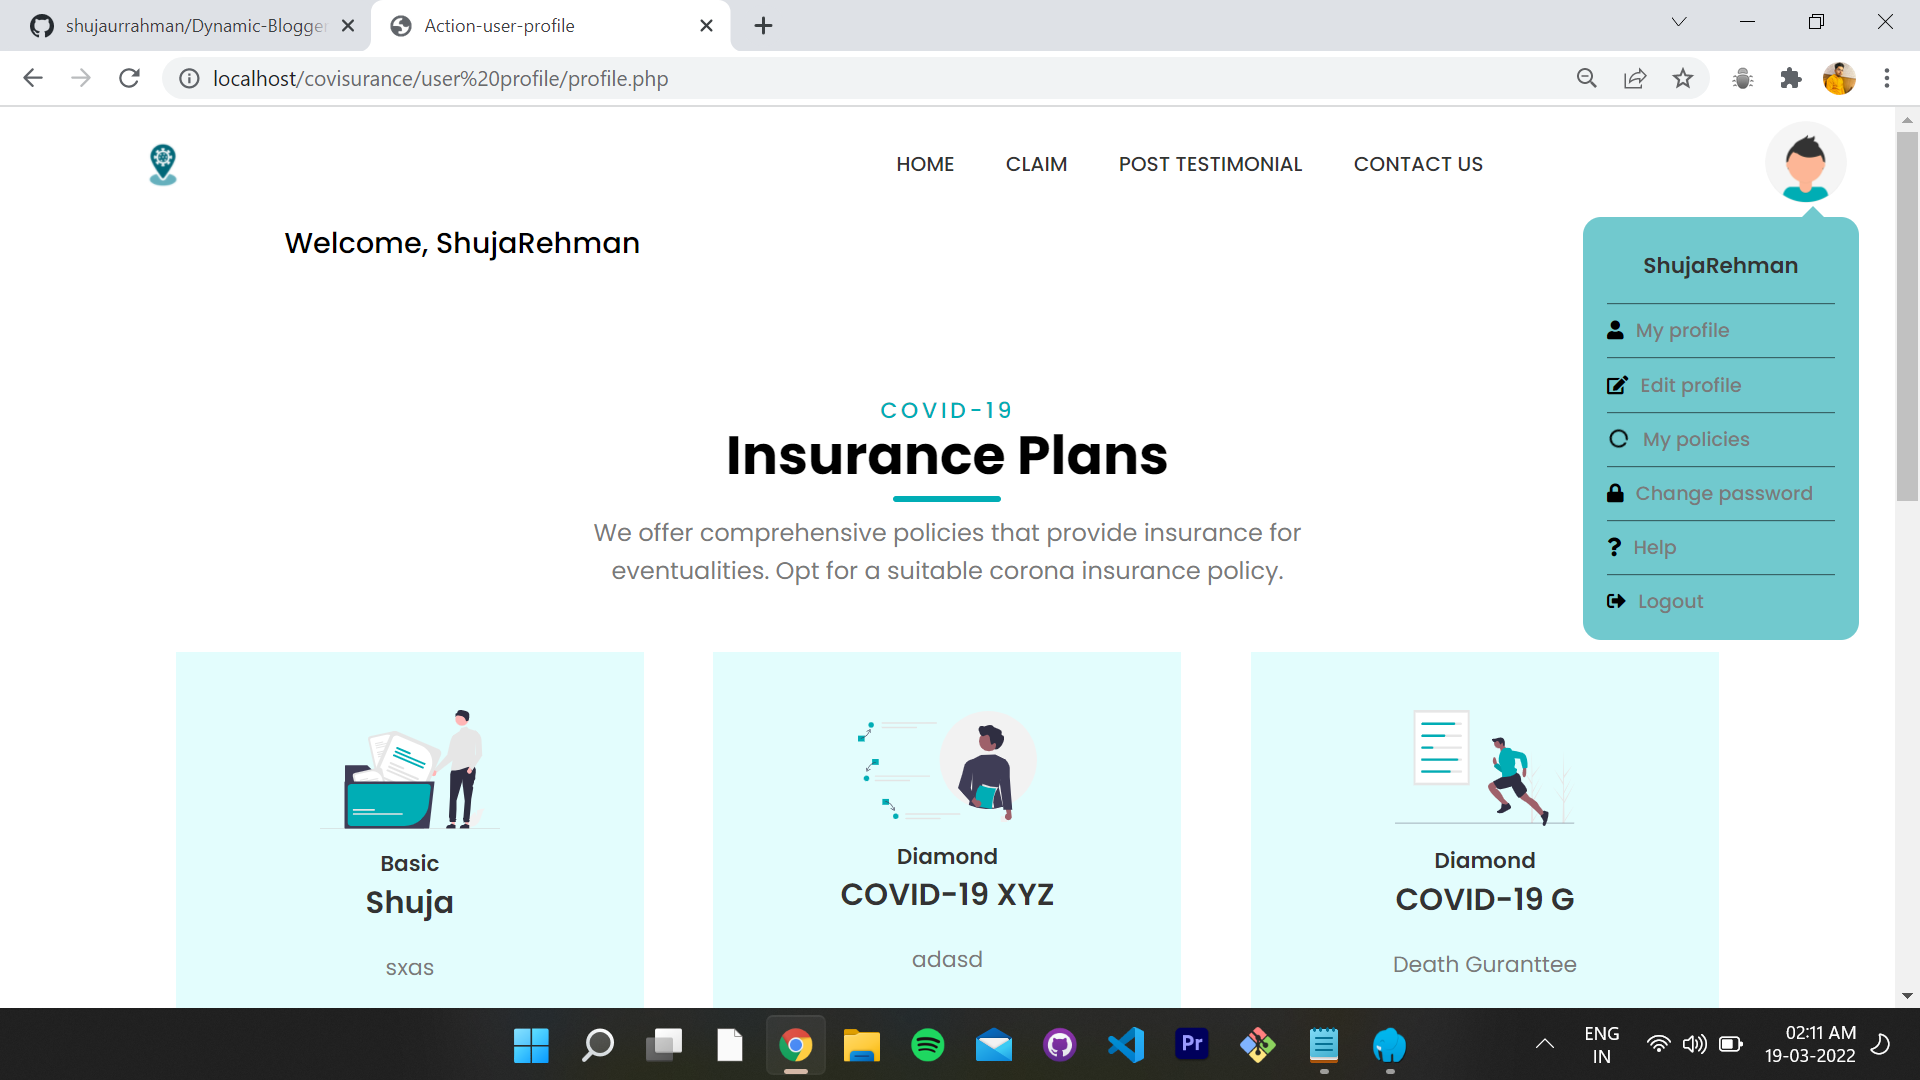 shujaurrahman/Dynamic-Blogger
Action-user-profile
localhost/covisurance/user%20profile/profile.php
HOME
CLAIM
POST TESTIMONIAL
CONTACT US
Welcome, ShujaRehman
ShujaRehman
My profile
Edit profile
My policies
Change password
? Help
Logout
COVID-19
Insurance Plans
We offer comprehensive policies that provide insurance for
eventualities. Opt for a suitable corona insurance policy.
Basic
Shuja
sxas
Diamond
COVID-19 XYZ
adasd
Diamond
COVID-19 G
Death Guranttee
Pr
ENG
IN
02:11 AM
19-03-2022